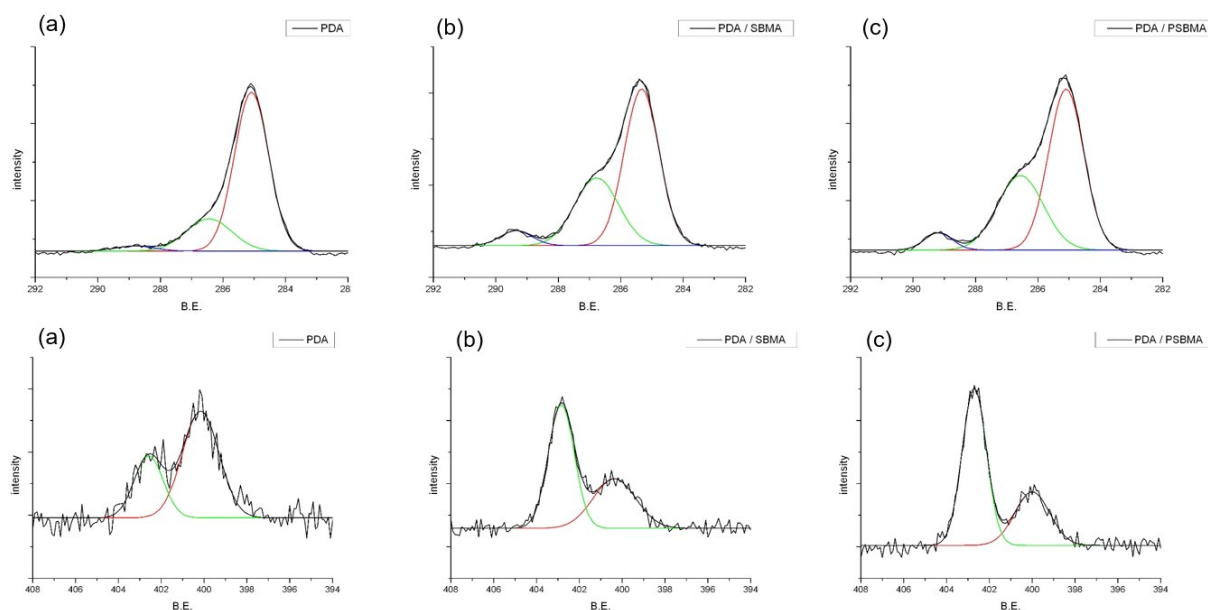 (a)
PDA
intensity
292 290 288 286 284 28
B.E.
(b)
PDA / SBMA
intensity
292 290 288 286 284 282
B.E.
(c)
PDA / PSBMA
intensity
292 290 288 286 284 282
B.E.
(a)
PDA
intensity
408 406 404 402 400 398 396 394
B.E.
(b)
PDA / SBMA
intensity
408 406 404 402 400 398 396 394
B.E.
(c)
PDA / PSBMA
intensity
408 406 404 402 400 398 396 394
B.E.